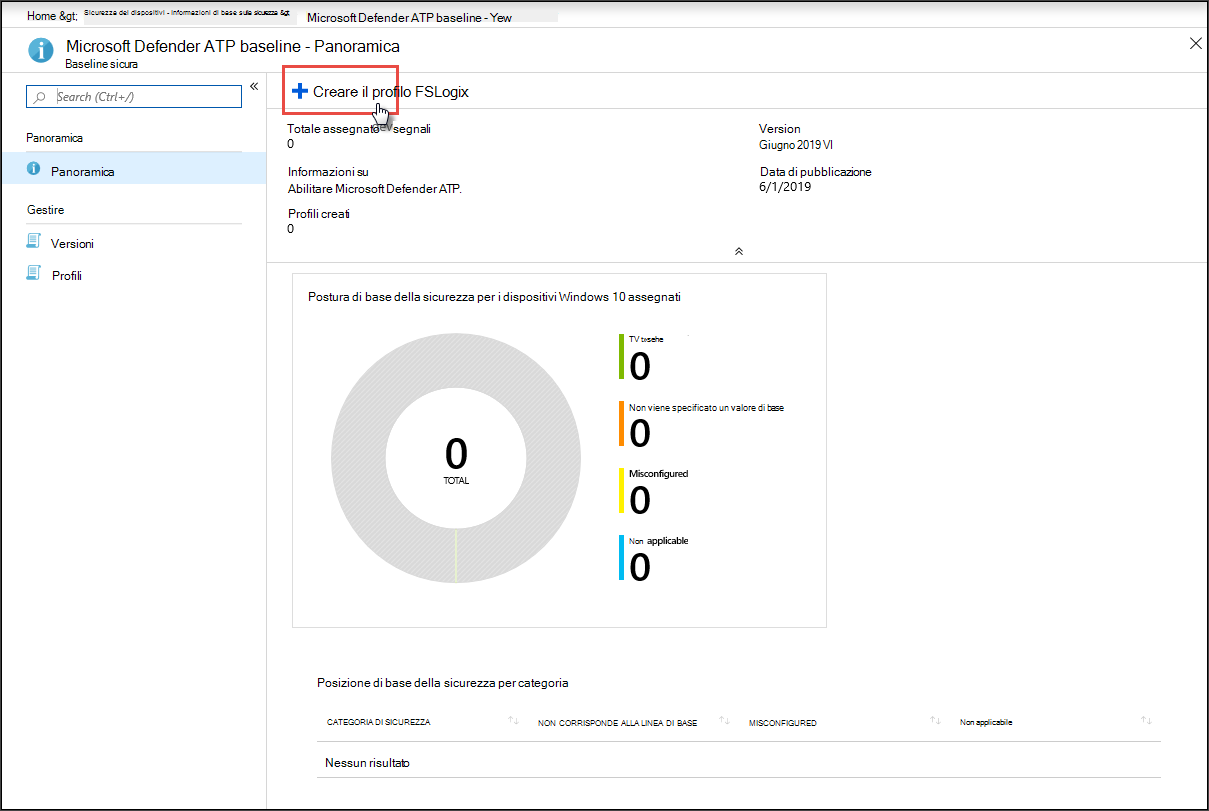 Home &gt; Sicurezza dei dispositivi - Informazioni di base sulla sicurezza &gt; Microsoft Defender ATP baseline - Yew
Microsoft Defender ATP baseline - Panoramica
Baseline sicura
Search (Ctrl+/)
Creare il profilo FSLogix
Panoramica
Panoramica
Gestire
Versioni
Profili
Totale assegnato segnali
0
Version
Giugno 2019 VI
Informazioni su
Abilitare Microsoft Defender ATP.
Data di pubblicazione
6/1/2019
Profili creati
0
Postura di base della sicurezza per i dispositivi Windows 10 assegnati
0
TOTAL
TV
0
Non viene specificato un valore di base
0
Misconfigured
0
Non applicable
0
Posizione di base della sicurezza per categoria
CATEGORIA DI SICUREZZA NON CORRISPONDE ALLA LINEA DI BASE MISCONFIGURED Non applicabile
Nessun risultato